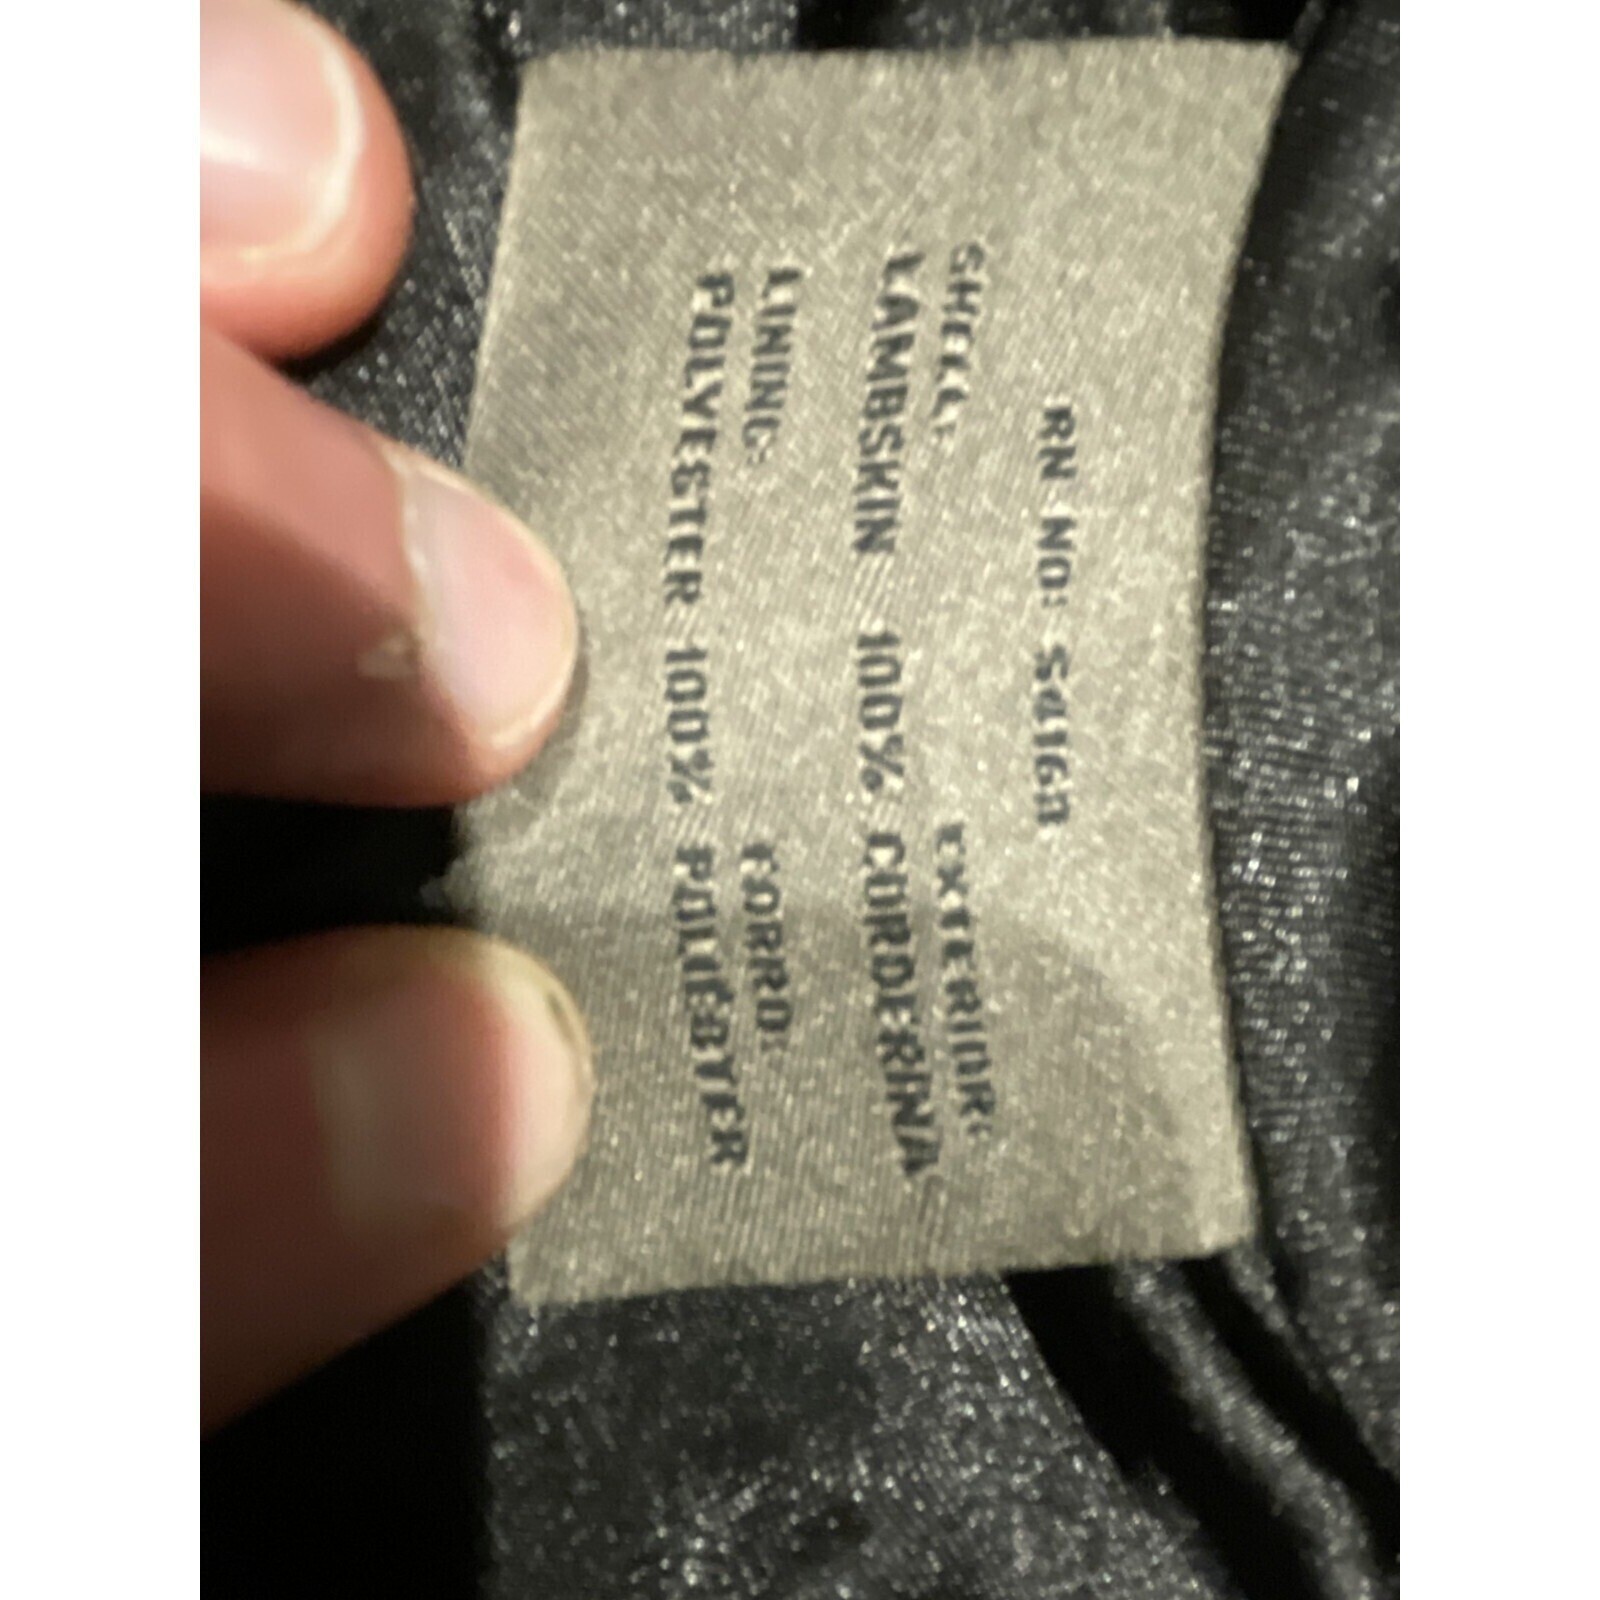 RN NO:
SHELL: EXTERIOR:
LAMBSKIN 100% CORDERINA
LINING: FORRO:
POLYESTER 100% POLIESTER